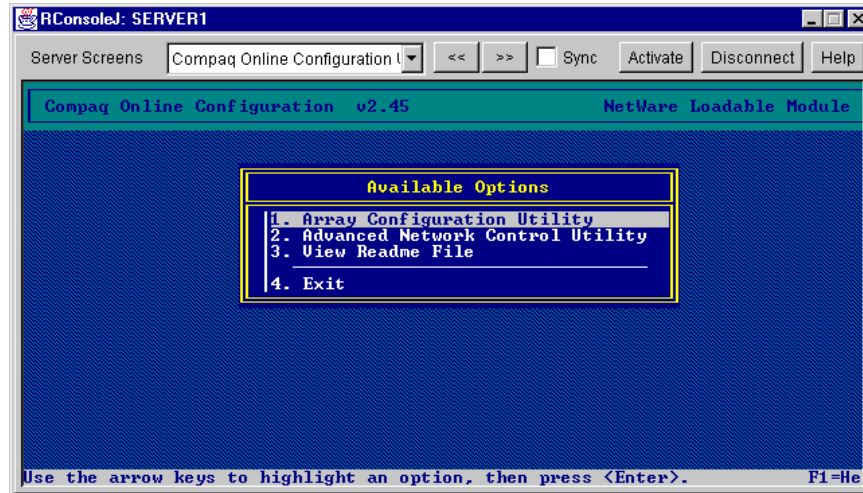 RConsoleJ: SERVER1
Server Screens Compaq Online Configuration << >> Sync Activate Disconnect Help
Compaq Online Configuration v2.45 NetWare Loadable Module
Available Options
1. Array Configuration Utility
2. Advanced Network Control Utility
3. View Readme File
4. Exit
Use the arrow keys to highlight an option, then press <Enter>. F1=He